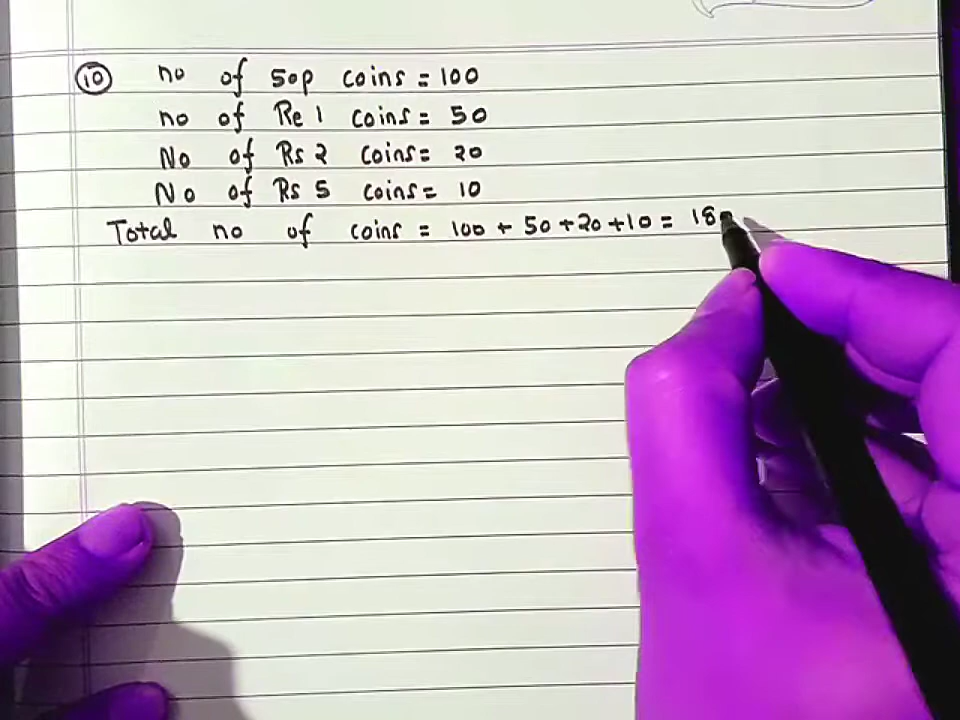 10 no of 50p coins = 100
no of Re 1 coins = 50
No of Rs 2 coins = 20
No of Rs 5 coins = 10
Total no of coins = 100 + 50 +20 +10 = 180